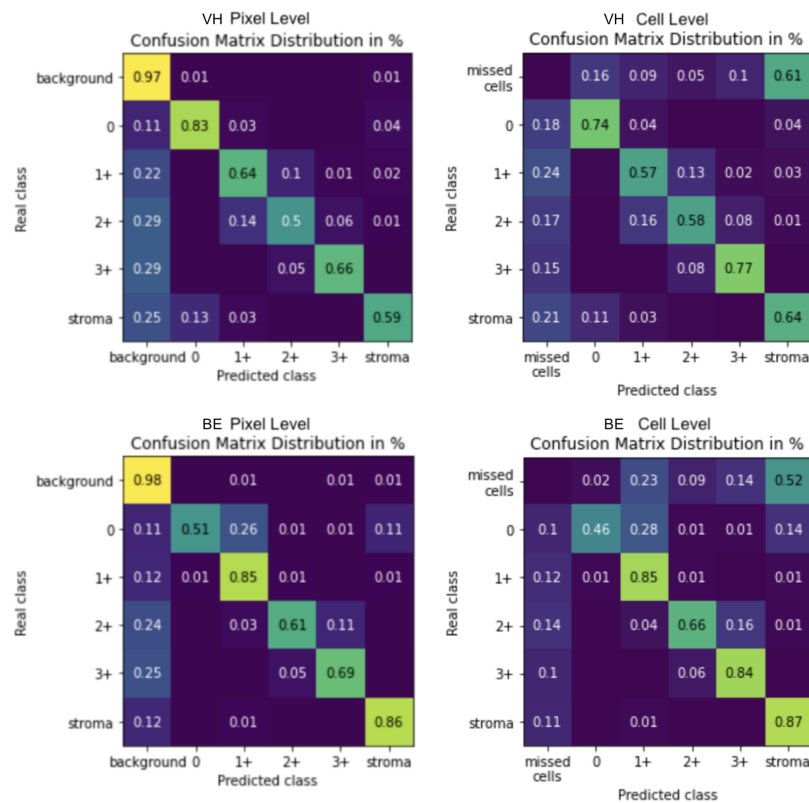 VH Pixel Level
Confusion Matrix Distribution in %
Real class
background 0.97 0.01 0.01
0 0.11 0.83 0.03 0.04
1+ 0.22 0.64 0.1 0.01 0.02
2+ 0.29 0.14 0.5 0.06 0.01
3+ 0.29 0.05 0.66
stroma 0.25 0.13 0.03 0.59
background 0 1+ 2+ 3+ stroma
Predicted class
VH Cell Level
Confusion Matrix Distribution in %
Real class
missed
cells 0.16 0.09 0.05 0.1 0.61
0 0.18 0.74 0.04 0.04
1+ 0.24 0.57 0.13 0.02 0.03
2+ 0.17 0.16 0.58 0.08 0.01
3+ 0.15 0.08 0.77
stroma 0.21 0.11 0.03 0.64
missed 0 1+ 2+ 3+ stroma
cells
Predicted class
BE Pixel Level
Confusion Matrix Distribution in %
Real class
background 0.98 0.01 0.01 0.01
0 0.11 0.51 0.26 0.01 0.01 0.11
1+ 0.12 0.01 0.85 0.01 0.01
2+ 0.24 0.03 0.61 0.11
3+ 0.25 0.05 0.69
stroma 0.12 0.01 0.86
background 0 1+ 2+ 3+ stroma
Predicted class
BE Cell Level
Confusion Matrix Distribution in %
Real class
missed
cells 0.02 0.23 0.09 0.14 0.52
0 0.1 0.46 0.28 0.01 0.01 0.14
1+ 0.12 0.01 0.85 0.01 0.01
2+ 0.14 0.04 0.66 0.16 0.01
3+ 0.1 0.06 0.84
stroma 0.11 0.01 0.87
missed 0 1+ 2+ 3+ stroma
cells
Predicted class